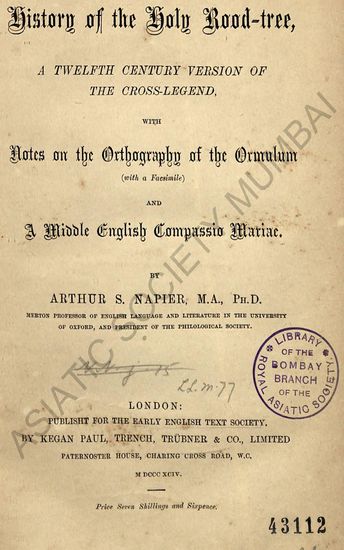 History of the Holy Rood-tree,
A TWELFTH CENTURY VERSION OF
THE CROSS-LEGEND,
WITH
Notes on the Orthography of the Ormulum
(with a Facsimile)
AND
A Middle English Compassio Mariae.
BY
ARTHUR S. NAPIER, M.A., PH.D.
MERTON PROFESSOR OF ENGLISH LANGUAGE AND LITERATURE IN THE UNIVERSITY
OF OXFORD, AND PRESIDENT OF THE PHILOLOGICAL SOCIETY.
LL.m.77
LIBRARY
OF THE
BOMBAY
BRANCH
OF THE
ROYAL ASIATIC SOCIETY
LONDON:
PUBLISHT FOR THE EARLY ENGLISH TEXT SOCIETY.
BY KEGAN PAUL, TRENCH, TRÜBNER & CO., LIMITED
PATERNOSTER HOUSE, CHARING CROSS ROAD, W.C.
M DCCC XCIV.
Price Seven Shillings and Sixpence.
43112
ASIATIC SOCIETY, MUMBAI